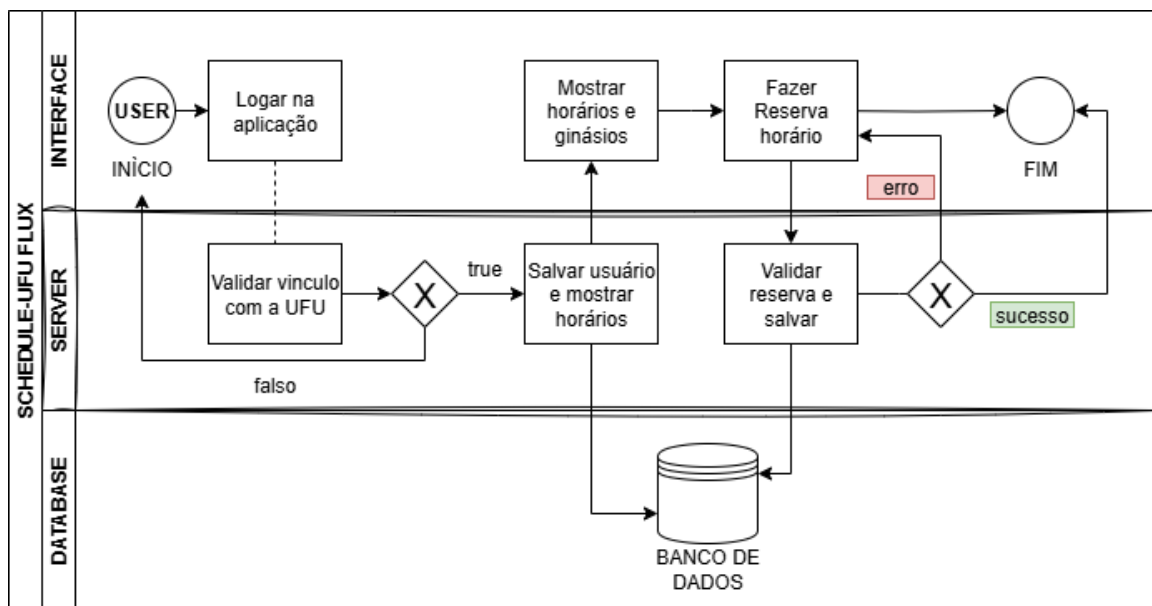 SCHEDULE-UFU FLUX
INTERFACE
USER
INÌCIO
Logar na
aplicação
Mostrar
horários e
ginásios
Fazer
Reserva
horário
FIM
erro
SERVER
Validar vinculo
com a UFU
X
true
falso
Salvar usuário
e mostrar
horários
Validar
reserva e
salvar
X
sucesso
DATABASE
BANCO DE
DADOS